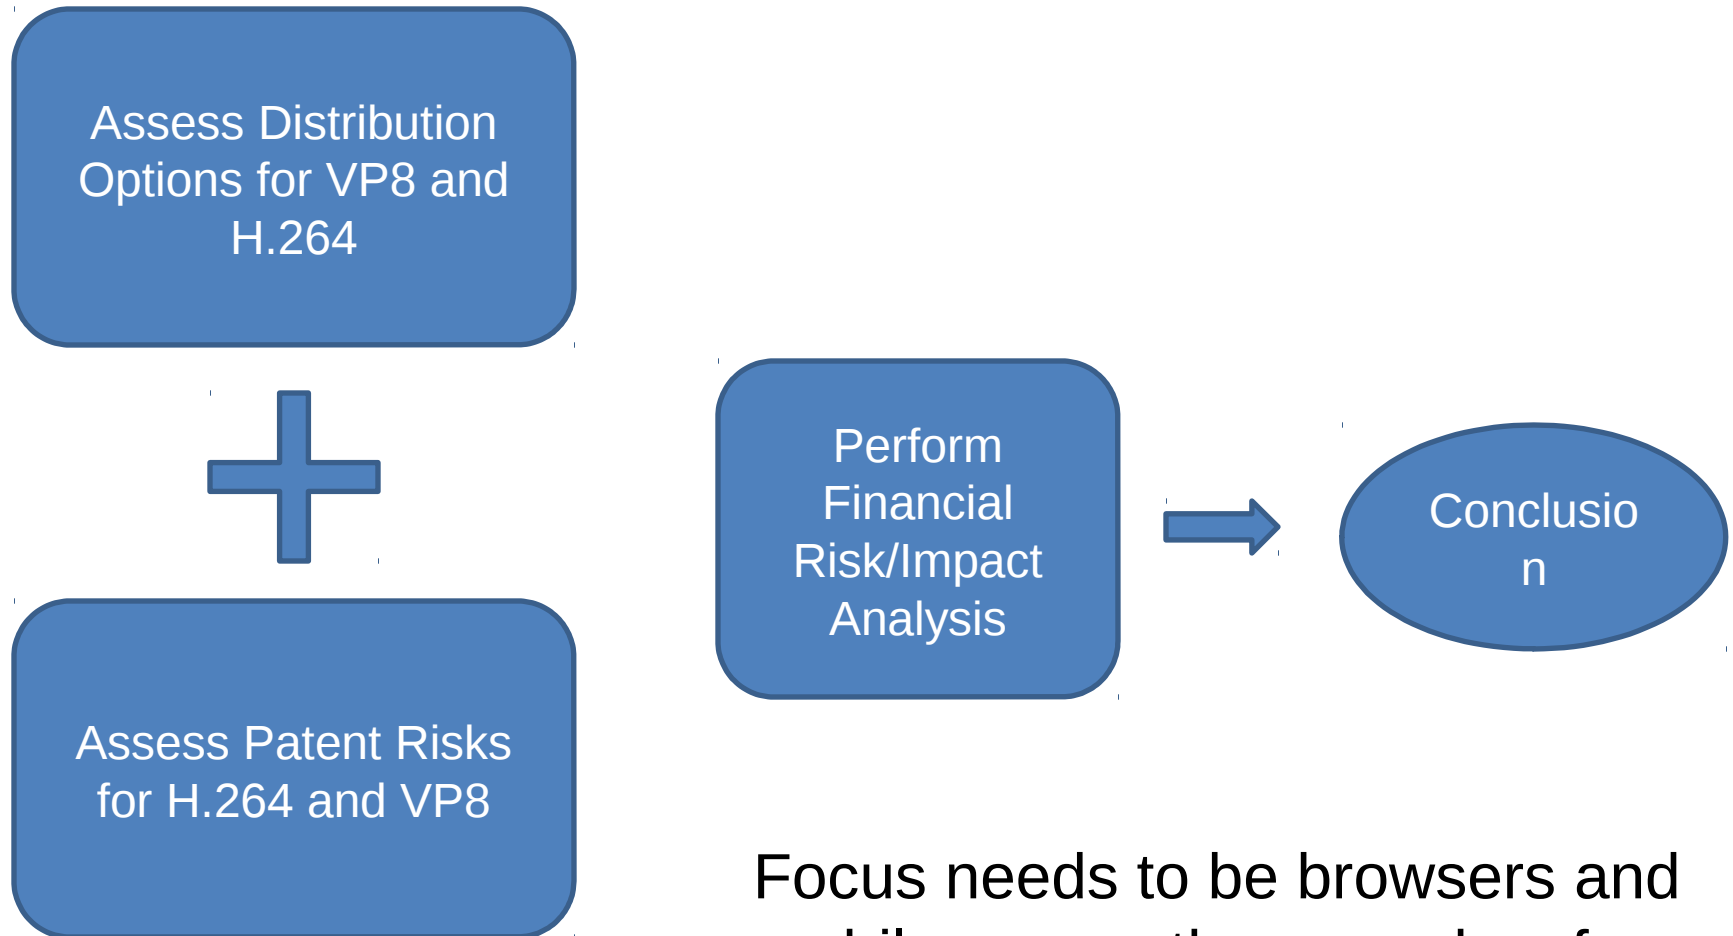 Assess Distribution
Options for VP8 and
H.264
Assess Patent Risks
for H.264 and VP8
Perform
Financial
Risk/Impact
Analysis
Conclusio
n
Focus needs to be browsers and